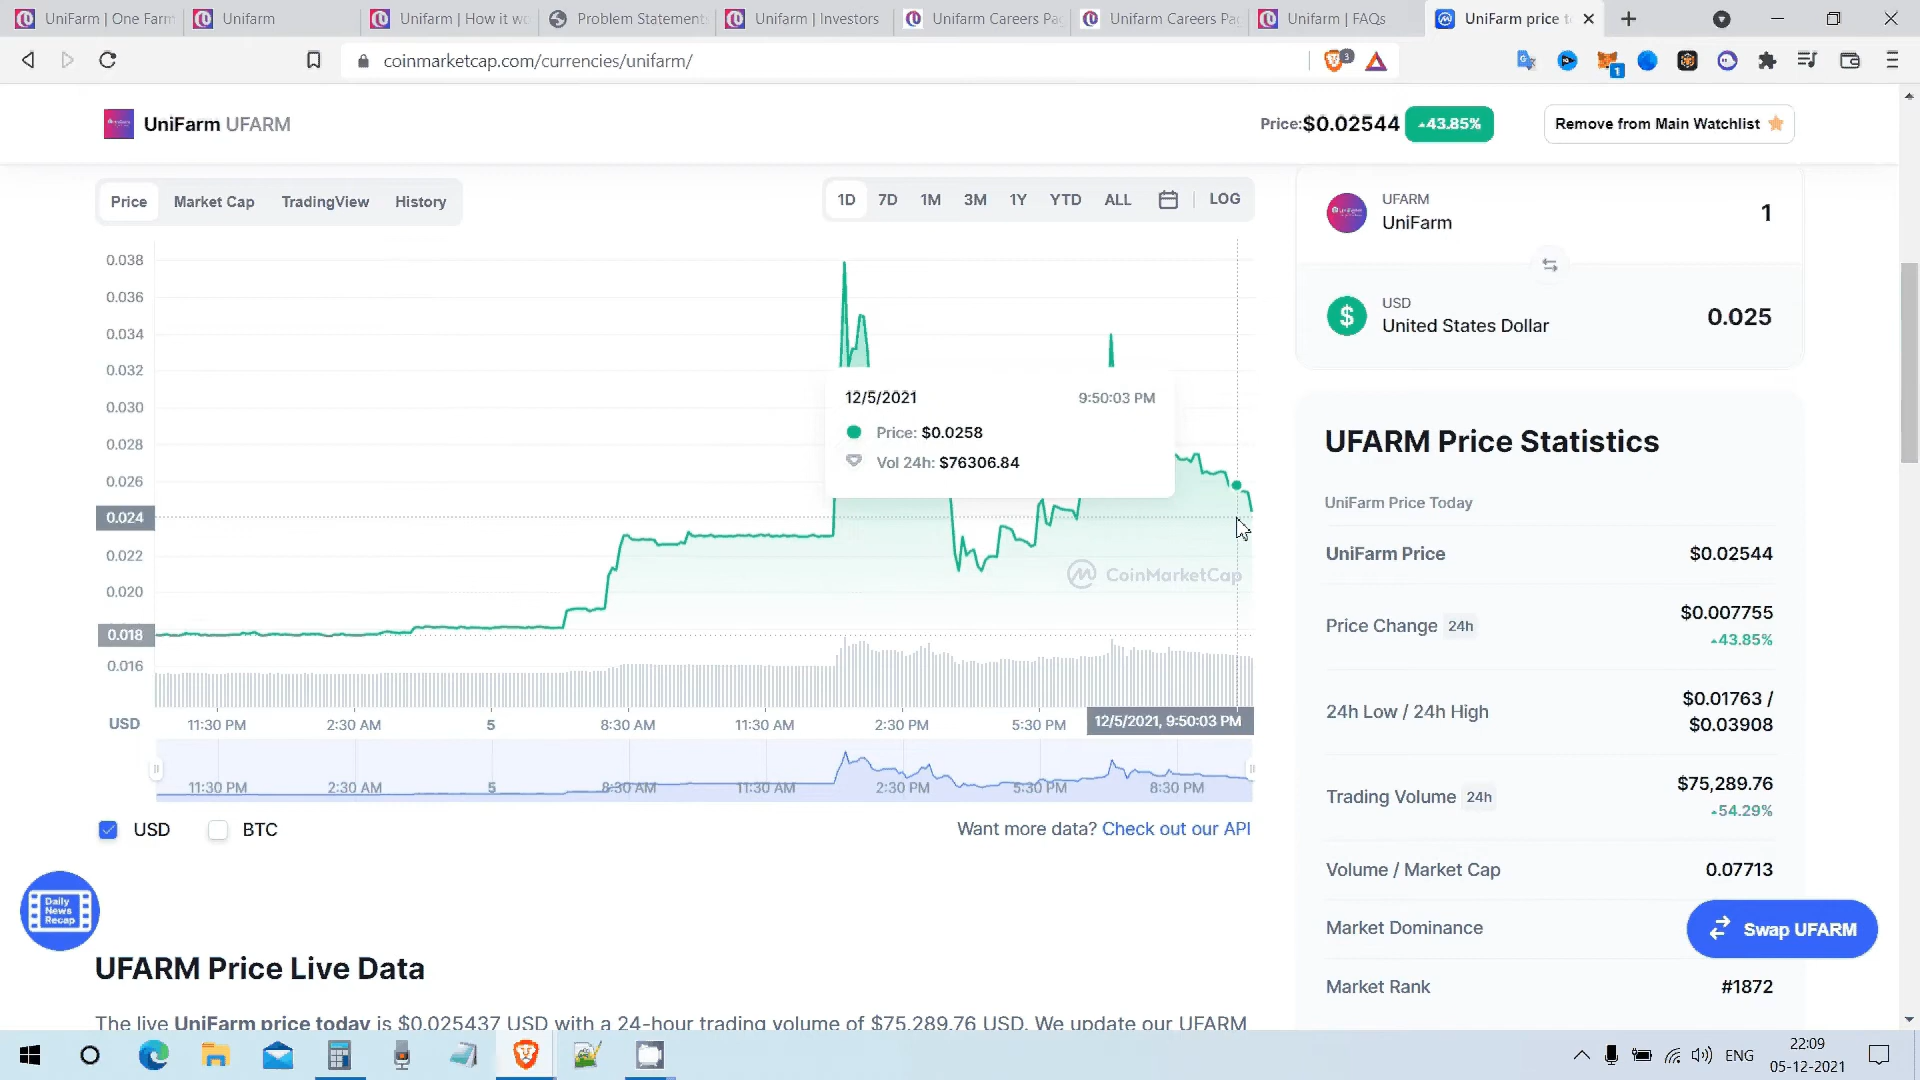 UniFarm | One Farm
Unifarm
Unifarm | How it wo
Problem Statements
Unifarm | Investors
Unifarm Careers Pag
Unifarm Careers Pag
Unifarm | FAQs
UniFarm price to
coinmarketcap.com/currencies/unifarm/
3
1
UniFarm UFARM
Price:$0.02544
43.85%
Remove from Main Watchlist
Price
Market Cap
TradingView
History
1D
7D
1M
3M
1Y
YTD
ALL
LOG
0.038
0.036
0.034
0.032
0.030
0.028
0.026
0.024
0.022
0.020
0.018
0.016
USD
12/5/2021
9:50:03 PM
Price: $0.0258
Vol 24h: $76306.84
CoinMarketCap
11:30 PM
2:30 AM
5
8:30 AM
11:30 AM
2:30 PM
5:30 PM
12/5/2021, 9:50:03 PM
11:30 PM
2:30 AM
5
8:30 AM
11:30 AM
2:30 PM
5:30 PM
8:30 PM
USD
BTC
Want more data? Check out our API
Daily
News
Recap
UFARM Price Live Data
The live UniFarm price today is $0.025437 USD with a 24-hour trading volume of $75,289.76 USD. We update our UFARM
UFARM
UniFarm
1
USD
United States Dollar
0.025
UFARM Price Statistics
UniFarm Price Today
UniFarm Price
$0.02544
Price Change 24h
$0.007755
43.85%
24h Low / 24h High
$0.01763 /
$0.03908
Trading Volume 24h
$75,289.76
54.29%
Volume / Market Cap
0.07713
Market Dominance
Swap UFARM
Market Rank
#1872
ENG
22:09
05-12-2021